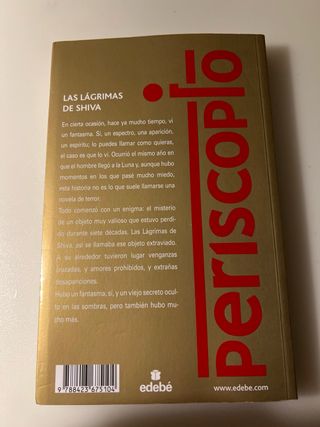 LAS LÁGRIMAS
DE SHIVA
En cierta ocasión, hace ya mucho tiempo, vi
un fantasma. Sí, un espectro, una aparición,
un espíritu; lo puedes llamar como quieras,
el caso es que lo vi. Ocurrió el mismo año en
que el hombre llegó a la Luna y, aunque hubo
momentos en los que pasé mucho miedo,
esta historia no es lo que suele llamarse una
novela de terror.
Todo comenzó con un enigma: el misterio
de un objeto muy valioso que estuvo perdi-
do durante siete décadas. Las Lágrimas de
Shiva, así se llamaba ese objeto extraviado.
A su alrededor tuvieron lugar venganzas
cruzadas, y amores prohibidos, y extrañas
desapariciones.
Hubo un fantasma, sí, y un viejo secreto ocul-
to en las sombras, pero también hubo mu-
cho más.
periscopio
9 788423 675104
edebé
www.edebe.com